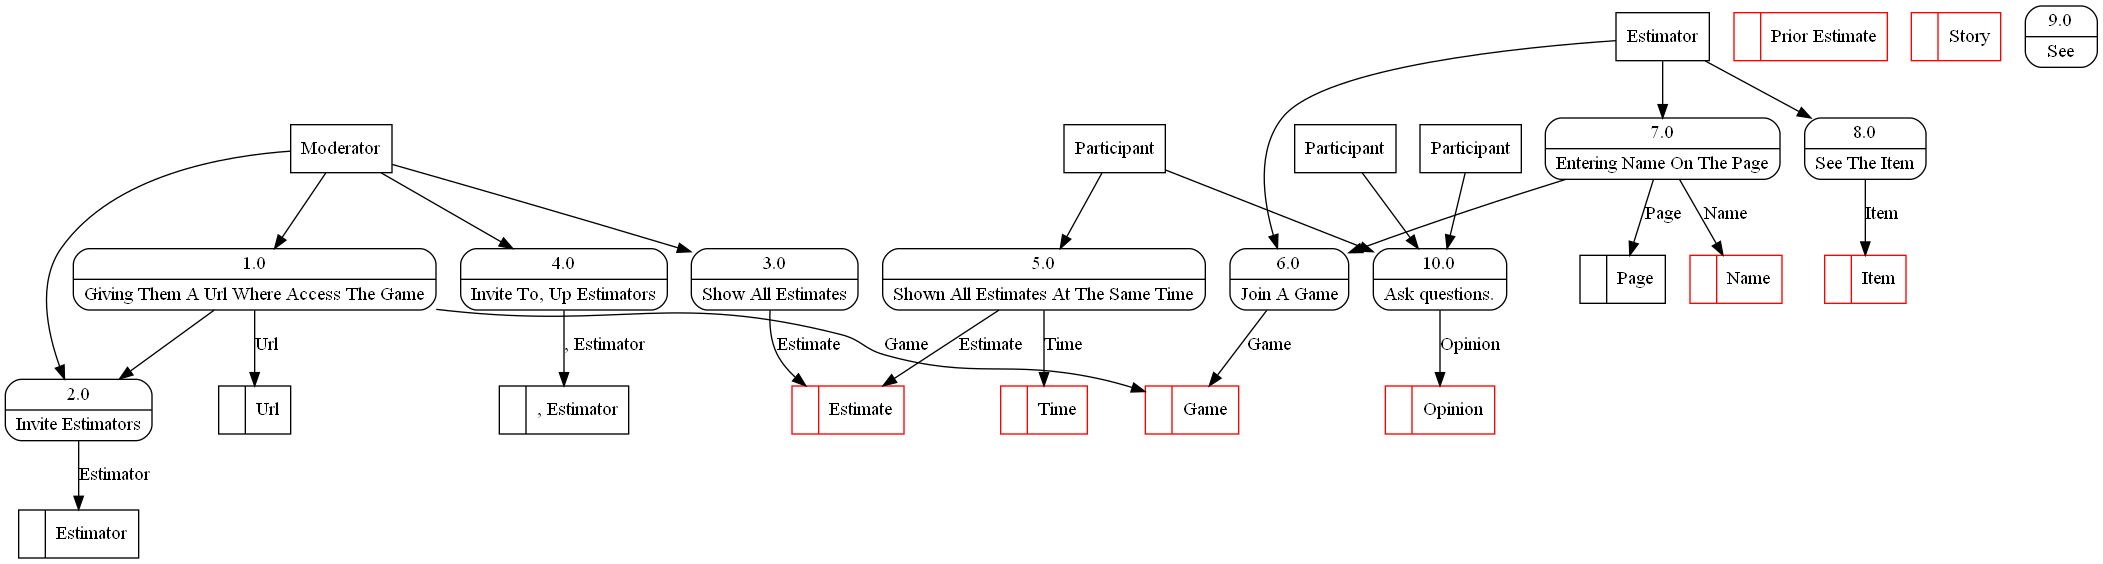 Estimator
Prior Estimate
Story
9.0
See
Moderator
Participant
Participant
Participant
7.0
Entering Name On The Page
8.0
See The Item
Page
Name
Item
1.0
Giving Them A Url Where Access The Game
4.0
Invite To, Up Estimators
3.0
Show All Estimates
5.0
Shown All Estimates At The Same Time
6.0
Join A Game
10.0
Ask questions.
Page
Name
Item
Url
, Estimator
Estimate
Game
Estimate
Time
Game
Opinion
2.0
Invite Estimators
Url
, Estimator
Estimate
Time
Game
Opinion
Estimator
Estimator